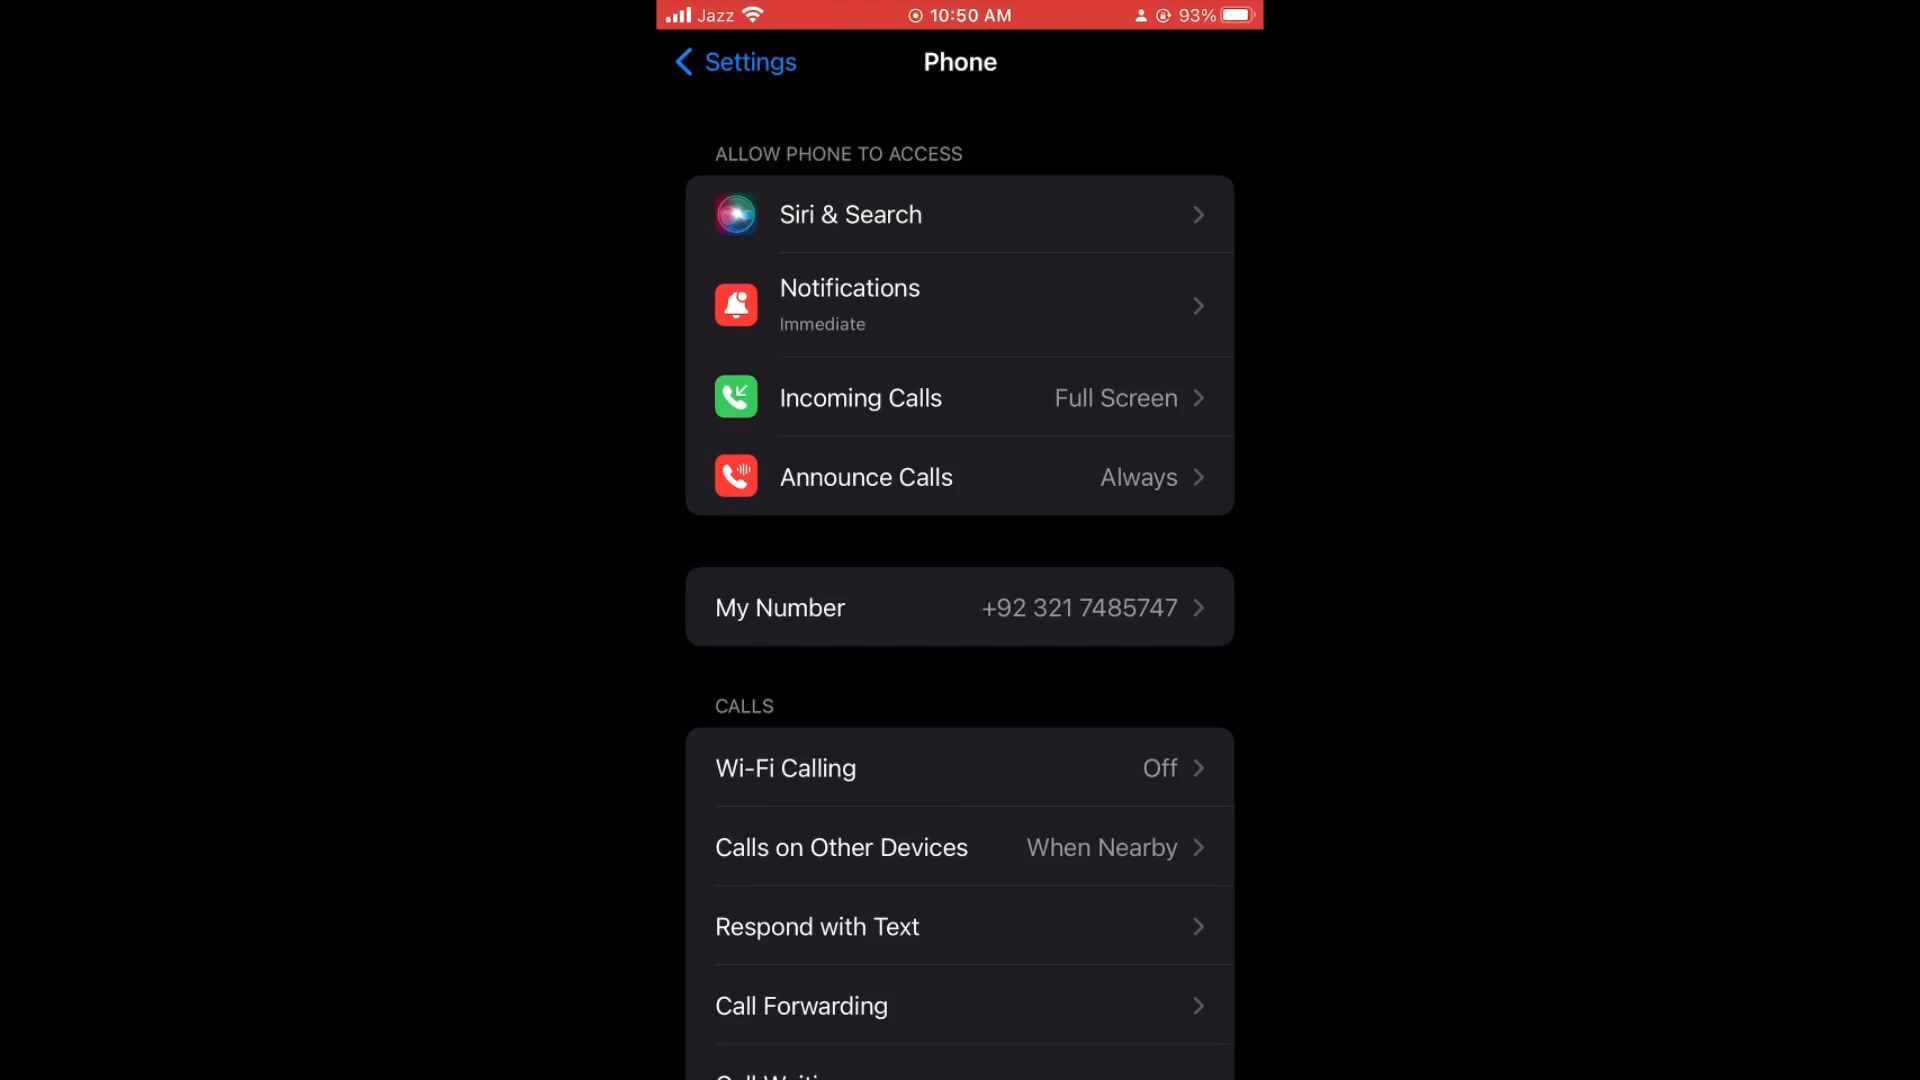 Jazz 10:50 AM 93%
Settings Phone
ALLOW PHONE TO ACCESS
Siri & Search
Notifications
Immediate
Incoming Calls Full Screen
Announce Calls Always
My Number +92 321 7485747
CALLS
Wi-Fi Calling Off
Calls on Other Devices When Nearby
Respond with Text
Call Forwarding